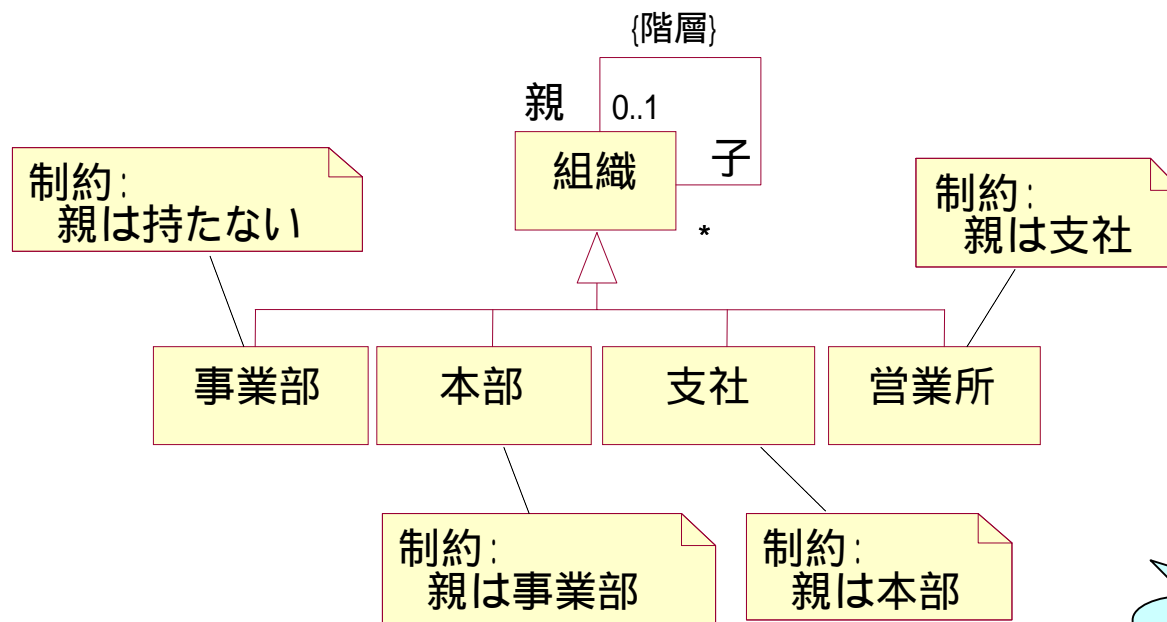 {階層}
親
0..1
組織
子
*
制約:
親は持たない
制約:
親は支社
事業部
本部
支社
営業所
制約:
親は事業部
制約:
親は本部